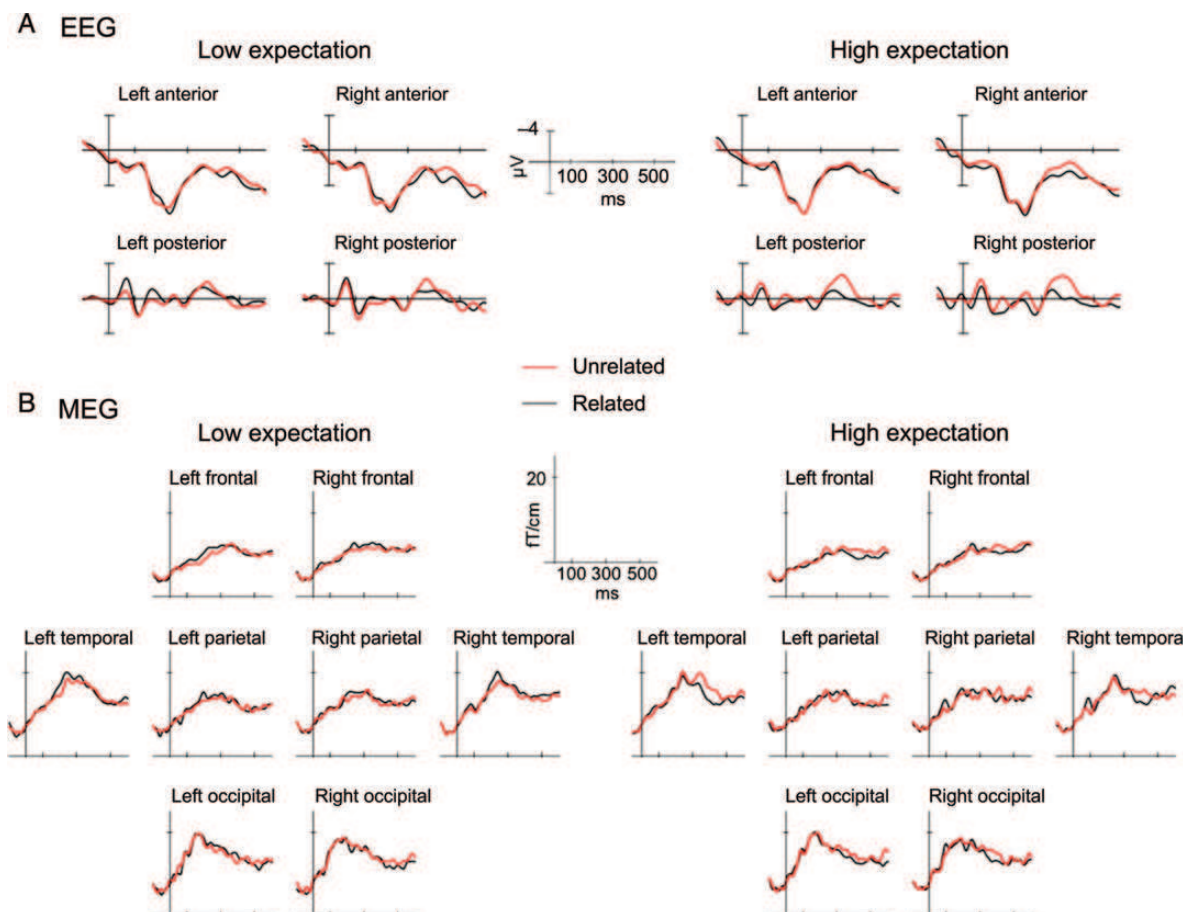 A EEG
Low expectation
High expectation
Left anterior
Right anterior
Left anterior
Right anterior
–4
µV
100 300 500
ms
Left posterior
Right posterior
Left posterior
Right posterior
Unrelated
Related
B MEG
Low expectation
High expectation
Left frontal
Right frontal
Left frontal
Right frontal
20
fT/cm
100 300 500
ms
Left temporal
Left parietal
Right parietal
Right temporal
Left temporal
Left parietal
Right parietal
Right tempora
Left occipital
Right occipital
Left occipital
Right occipital